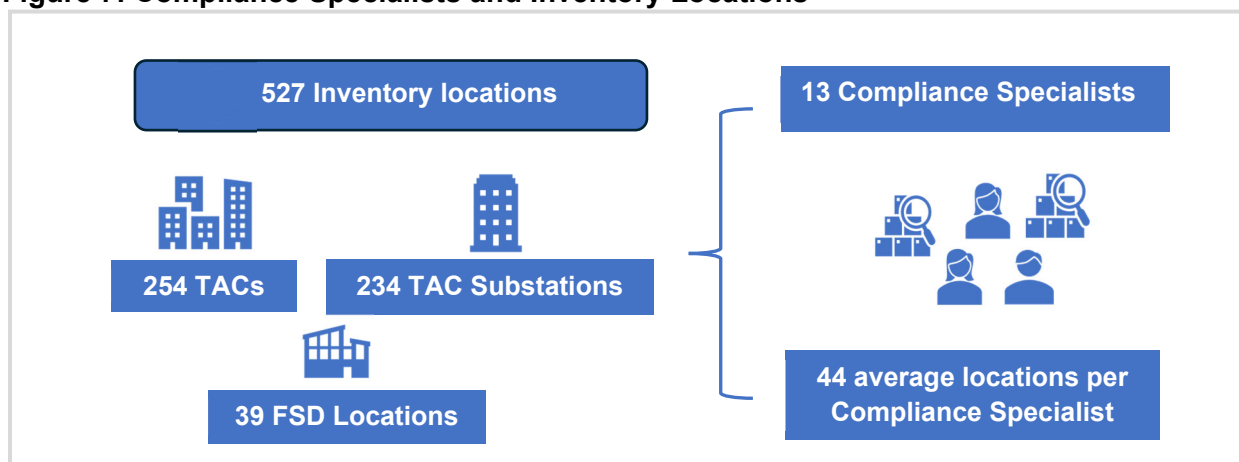 527 Inventory locations
13 Compliance Specialists
254 TACs
234 TAC Substations
39 FSD Locations
44 average locations per
Compliance Specialist